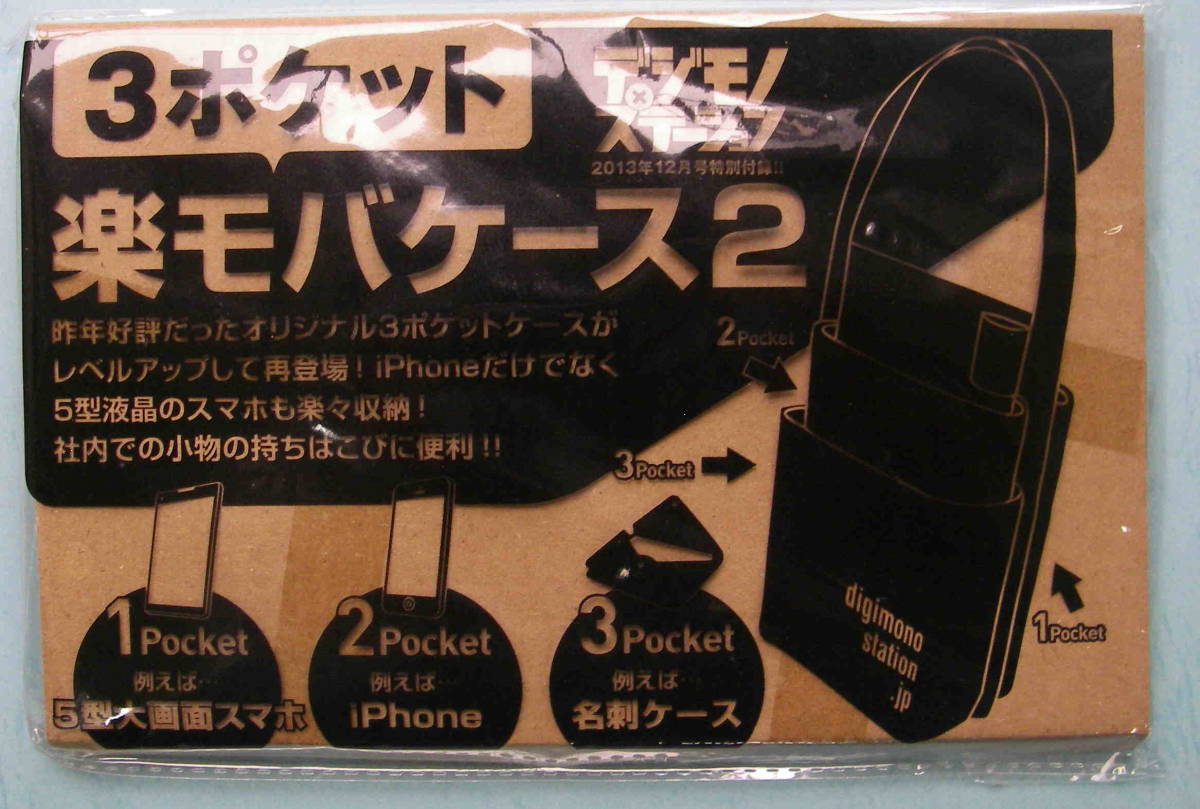 3ポケット
デジモノ
×
ステーション
2013年12月号特別付録!!
楽モバケース2
昨年好評だったオリジナル3ポケットケースが
レベルアップして再登場!iPhoneだけでなく
5型液晶のスマホも楽々収納!
社内での小物の持ちはこびに便利!!
2Pocket
3Pocket
1Pocket
digimono
station
.jp
1Pocket
例えば…
5型大画面スマホ
2Pocket
例えば…
iPhone
3Pocket
例えば…
名刺ケース